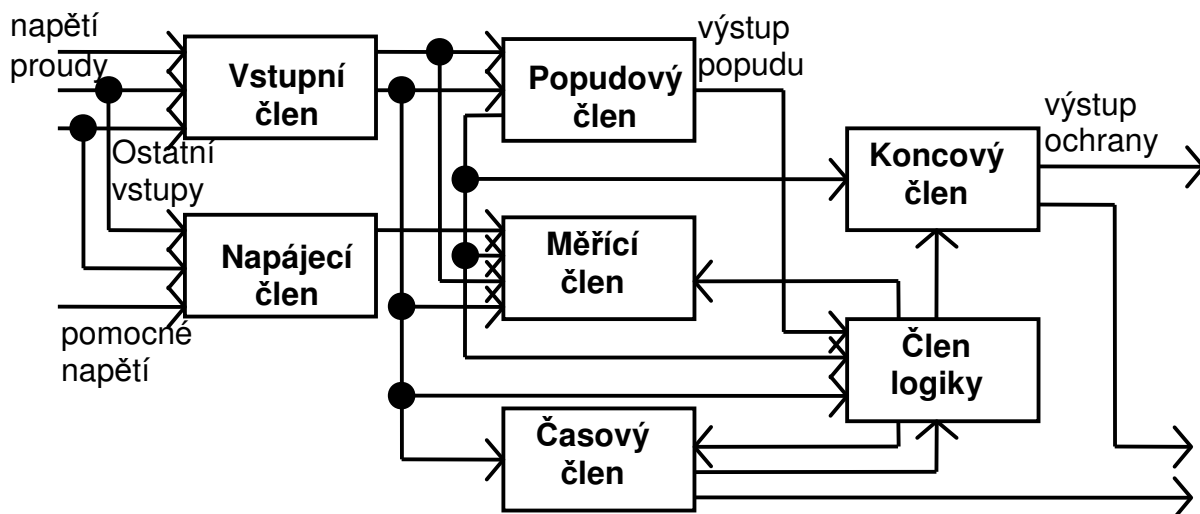 napětí
proudy
Vstupní
člen
Ostatní
vstupy
Napájecí
člen
pomocné
napětí
Popudový
člen
výstup
popudu
Měřící
člen
Časový
člen
Koncový
člen
výstup
ochrany
Člen
logiky